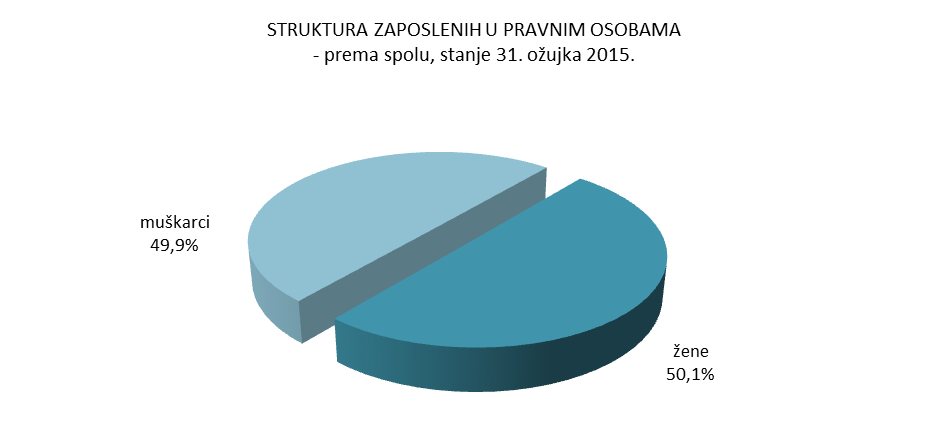 STRUKTURA ZAPOSLENIH U PRAVNIM OSOBAMA
- prema spolu, stanje 31. ožujka 2015.
muškarci
49,9%
žene
50,1%